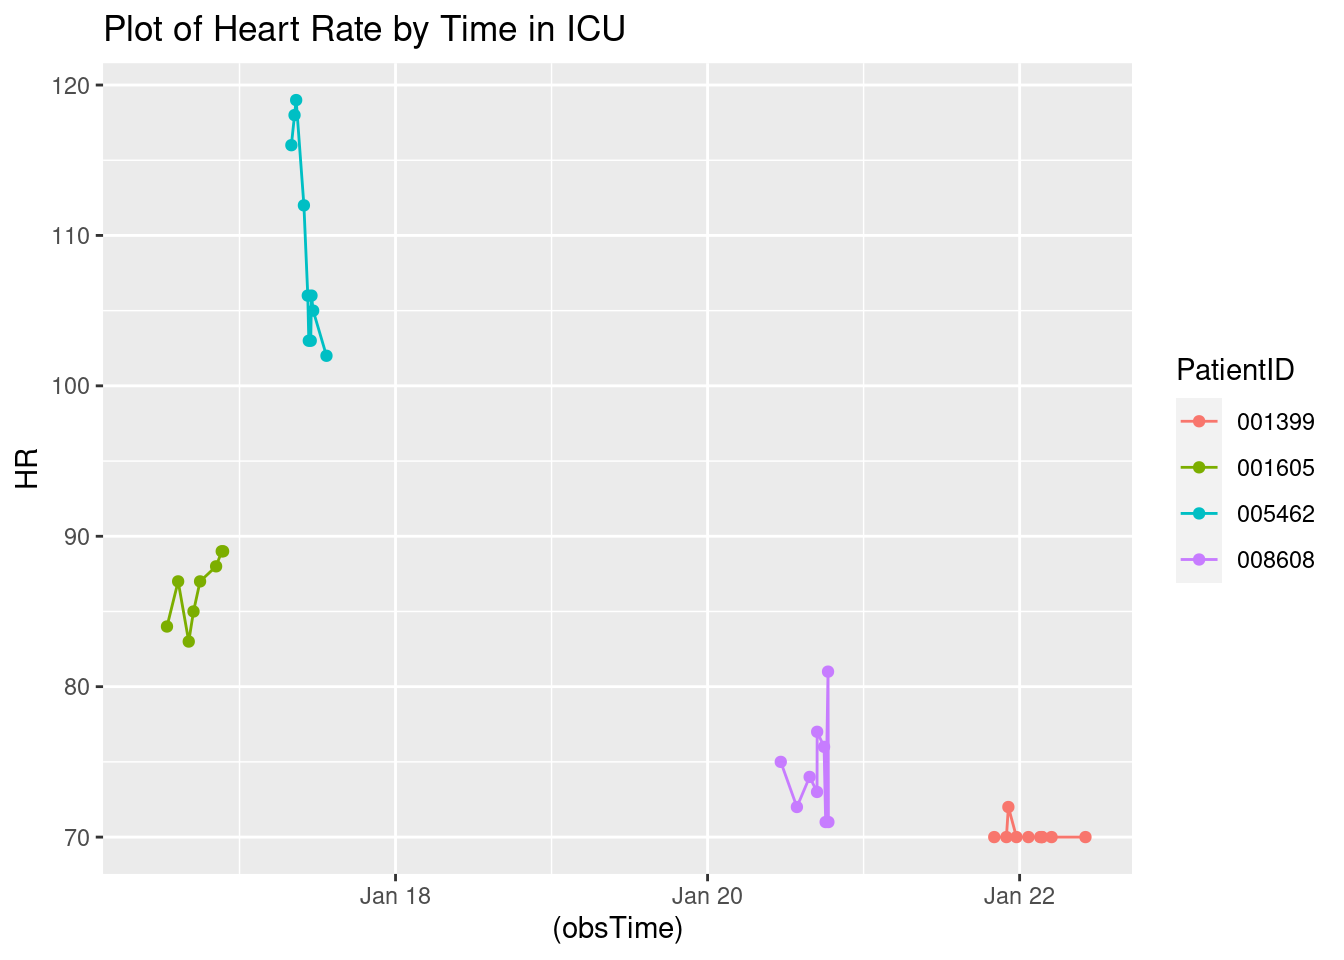 Plot of Heart Rate by Time in ICU
120
110
100
90
80
70
HR
Jan 18
Jan 20
Jan 22
(obsTime)
PatientID
001399
001605
005462
008608